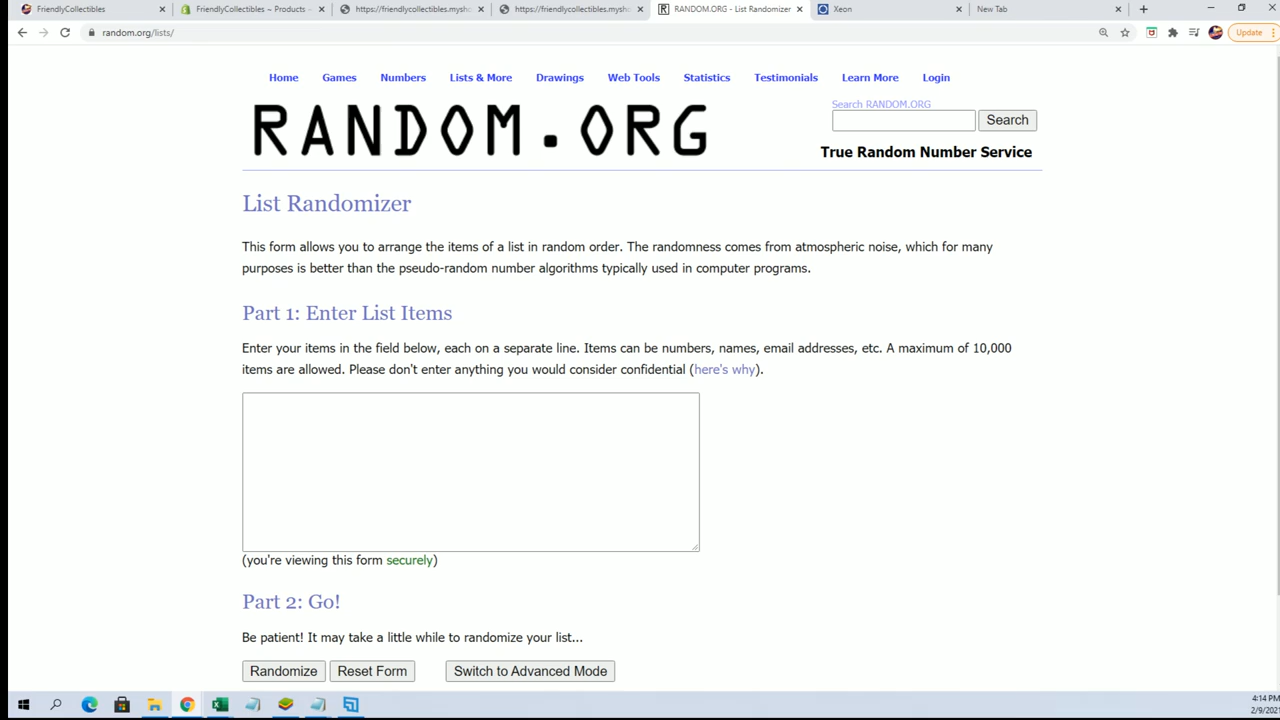 FriendlyCollectibles
FriendlyCollectibles ~ Products ~
https://friendlycollectibles.mysho
https://friendlycollectibles.mysho
RANDOM.ORG - List Randomizer
Xeon
New Tab
random.org/lists/
Update
Home Games Numbers Lists & More Drawings Web Tools Statistics Testimonials Learn More Login
RANDOM.ORG
Search RANDOM.ORG
Search
True Random Number Service
List Randomizer
This form allows you to arrange the items of a list in random order. The randomness comes from atmospheric noise, which for many
purposes is better than the pseudo-random number algorithms typically used in computer programs.
Part 1: Enter List Items
Enter your items in the field below, each on a separate line. Items can be numbers, names, email addresses, etc. A maximum of 10,000
items are allowed. Please don't enter anything you would consider confidential (here's why).
(you're viewing this form securely)
Part 2: Go!
Be patient! It may take a little while to randomize your list...
Randomize Reset Form Switch to Advanced Mode
4:14 PM
2/9/2021